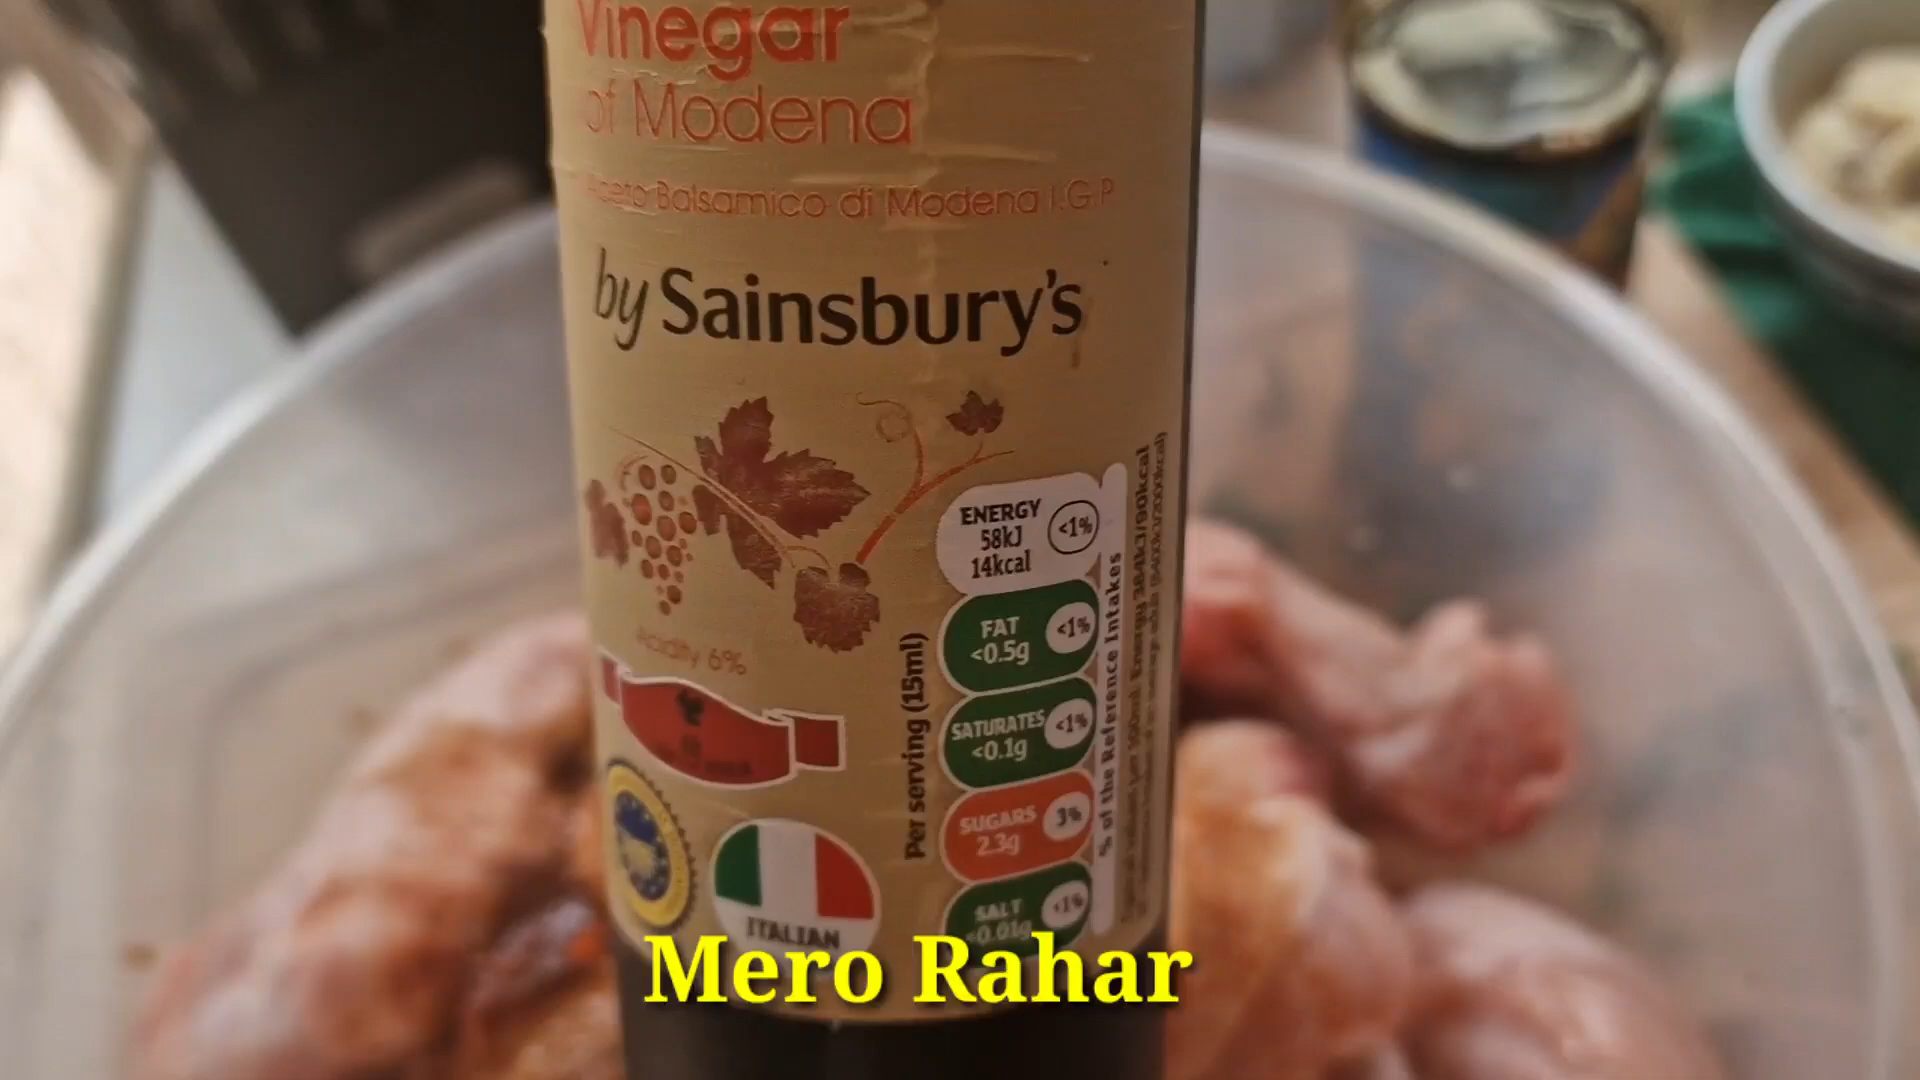 Vinegar
of Modena
Aceto Balsamico di Modena I.G.P
by Sainsbury's
Acidity 6%
ITALIAN
Per serving (15ml)
ENERGY
58kJ
14kcal
<1%
FAT
<0.5g
<1%
SATURATES
<0.1g
<1%
SUGARS
2.3g
3%
SALT
<0.01g
<1%
% of the Reference Intakes
Mero Rahar